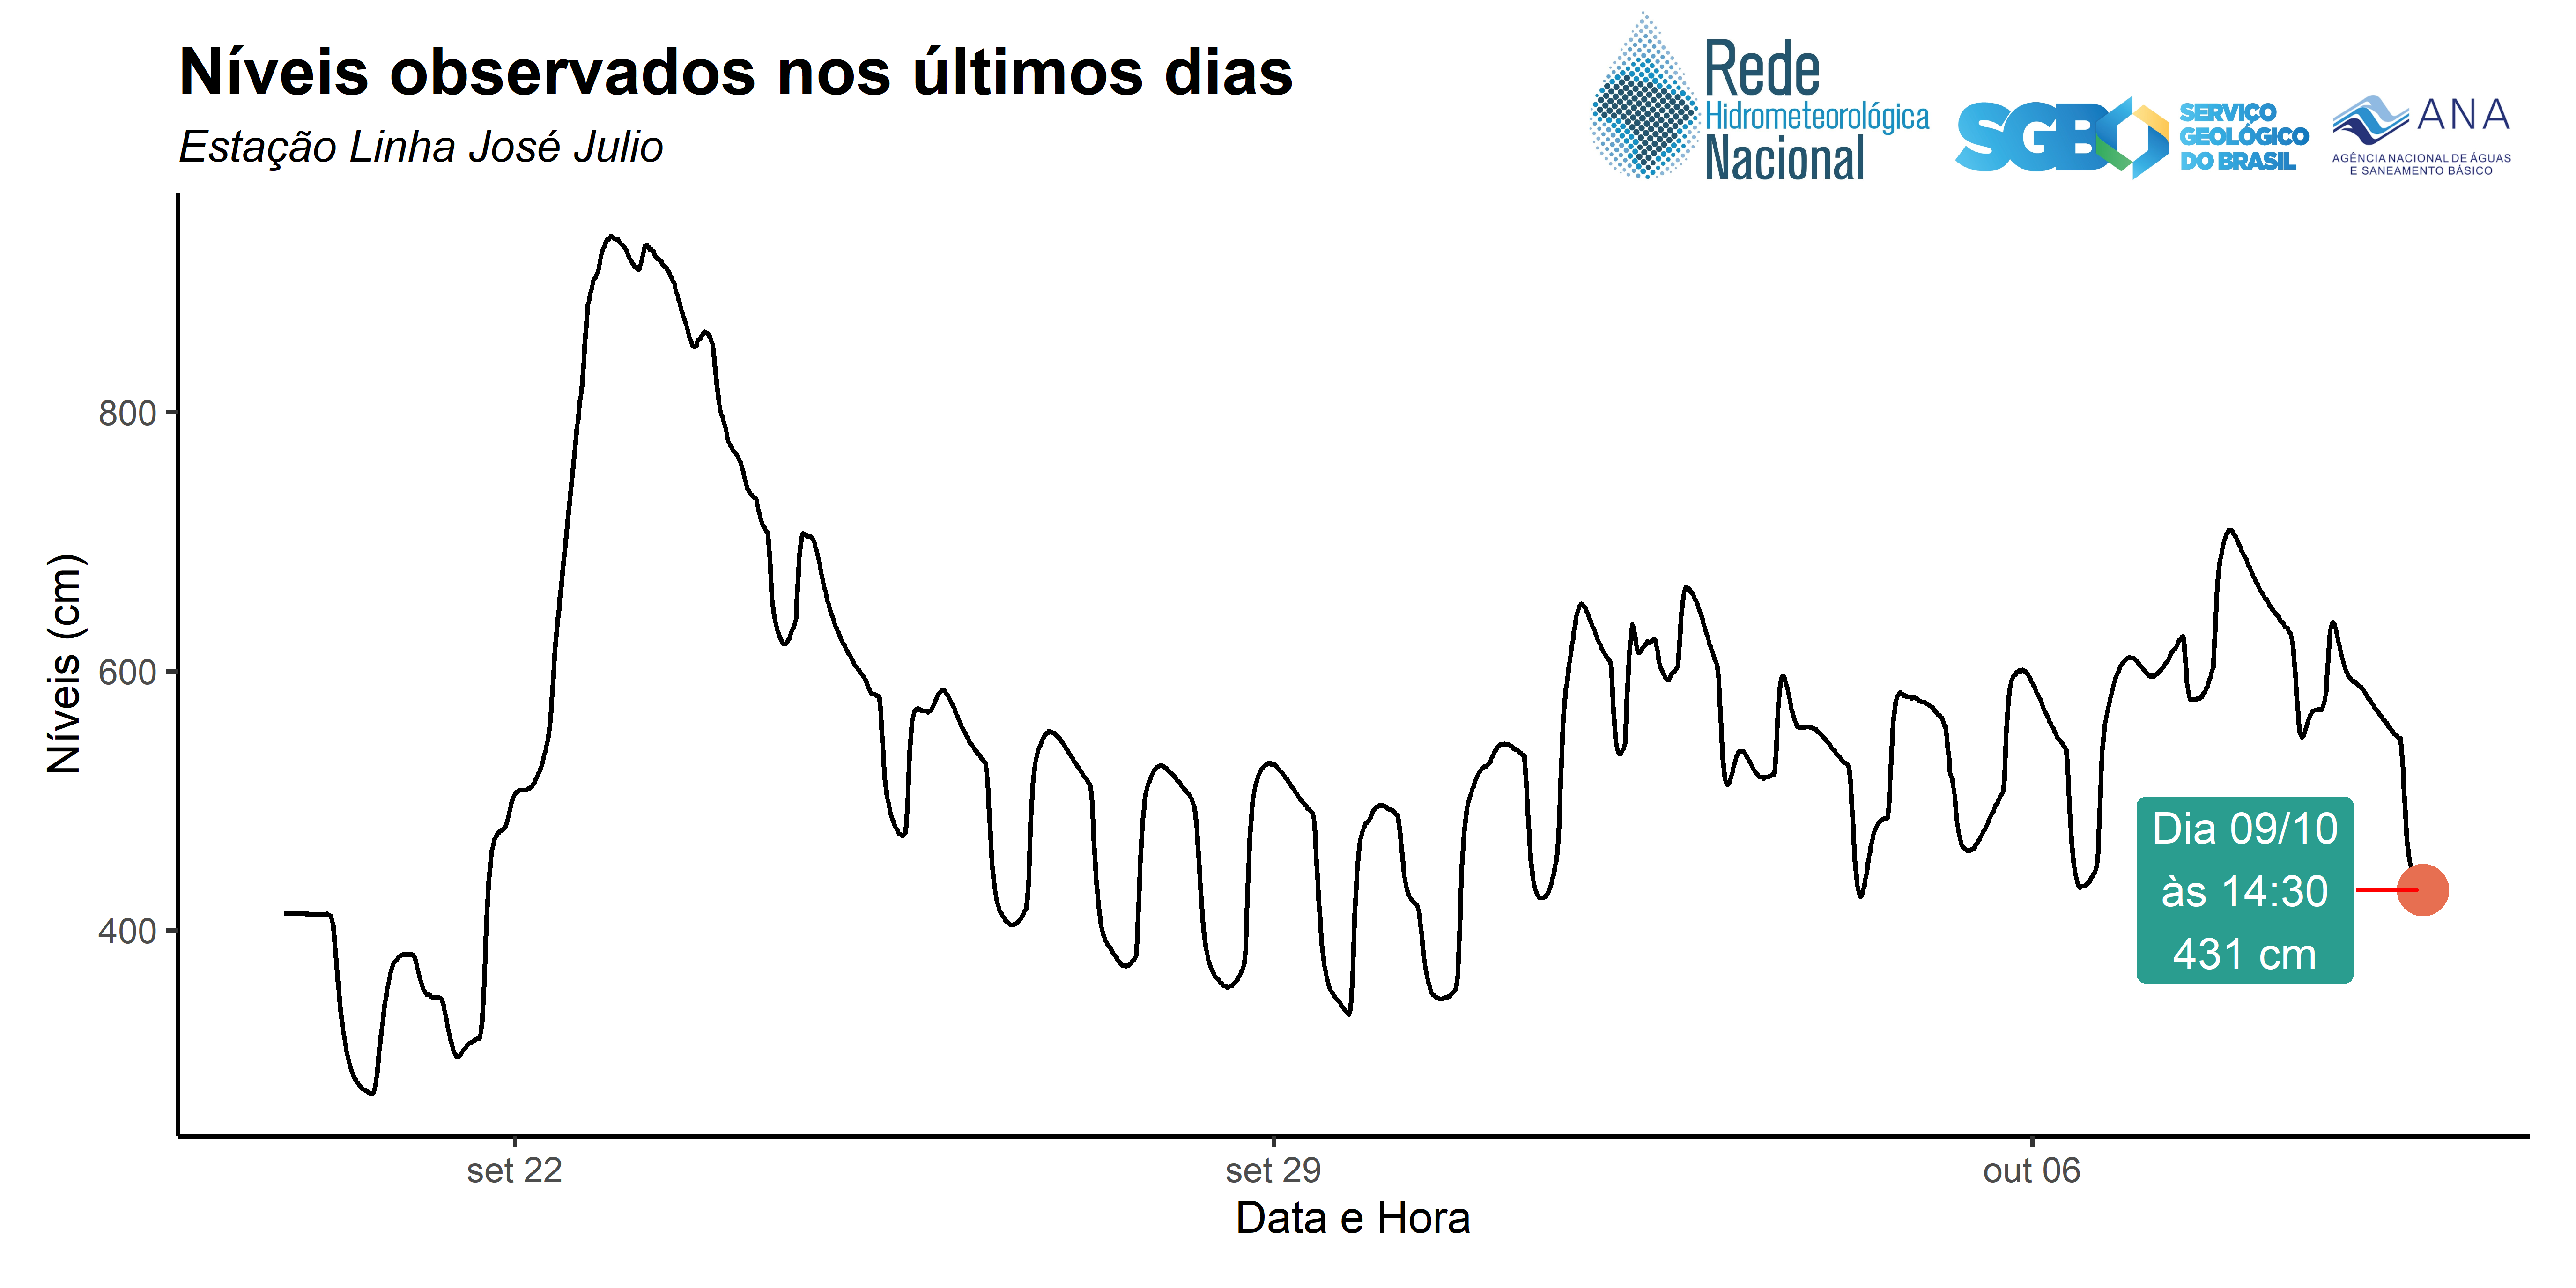 Níveis observados nos últimos dias
Estação Linha José Julio
Rede
Hidrometeorológica
Nacional
SGB
SERVIÇO
GEOLÓGICO
DO BRASIL
ANA
AGÊNCIA NACIONAL DE ÁGUAS
E SANEAMENTO BÁSICO
Níveis (cm)
800
600
400
Dia 09/10
às 14:30
431 cm
set 22
set 29
out 06
Data e Hora